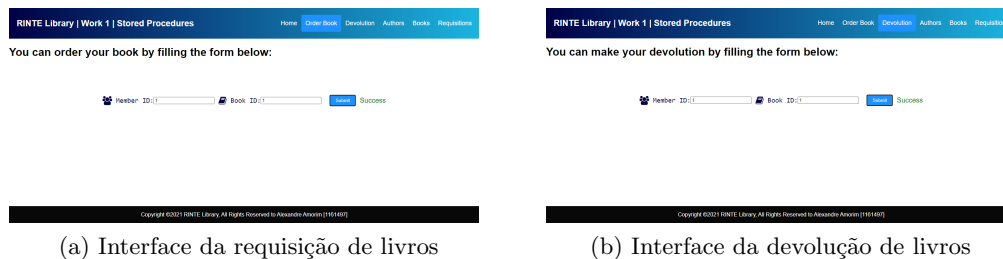 RINTE Library | Work 1 | Stored Procedures Home Order Book Devolution Authors Books Requisitions
You can order your book by filling the form below:
Member ID: 1 Book ID: 1 Submit Success
Copyright ©2021 RINTE Library, All Rights Reserved to Alexandre Amorim [1161497]
(a) Interface da requisição de livros
RINTE Library | Work 1 | Stored Procedures Home Order Book Devolution Authors Books Requisition
You can make your devolution by filling the form below:
Member ID: 1 Book ID: 1 Submit Success
Copyright ©2021 RINTE Library, All Rights Reserved to Alexandre Amorim [1161497]
(b) Interface da devolução de livros